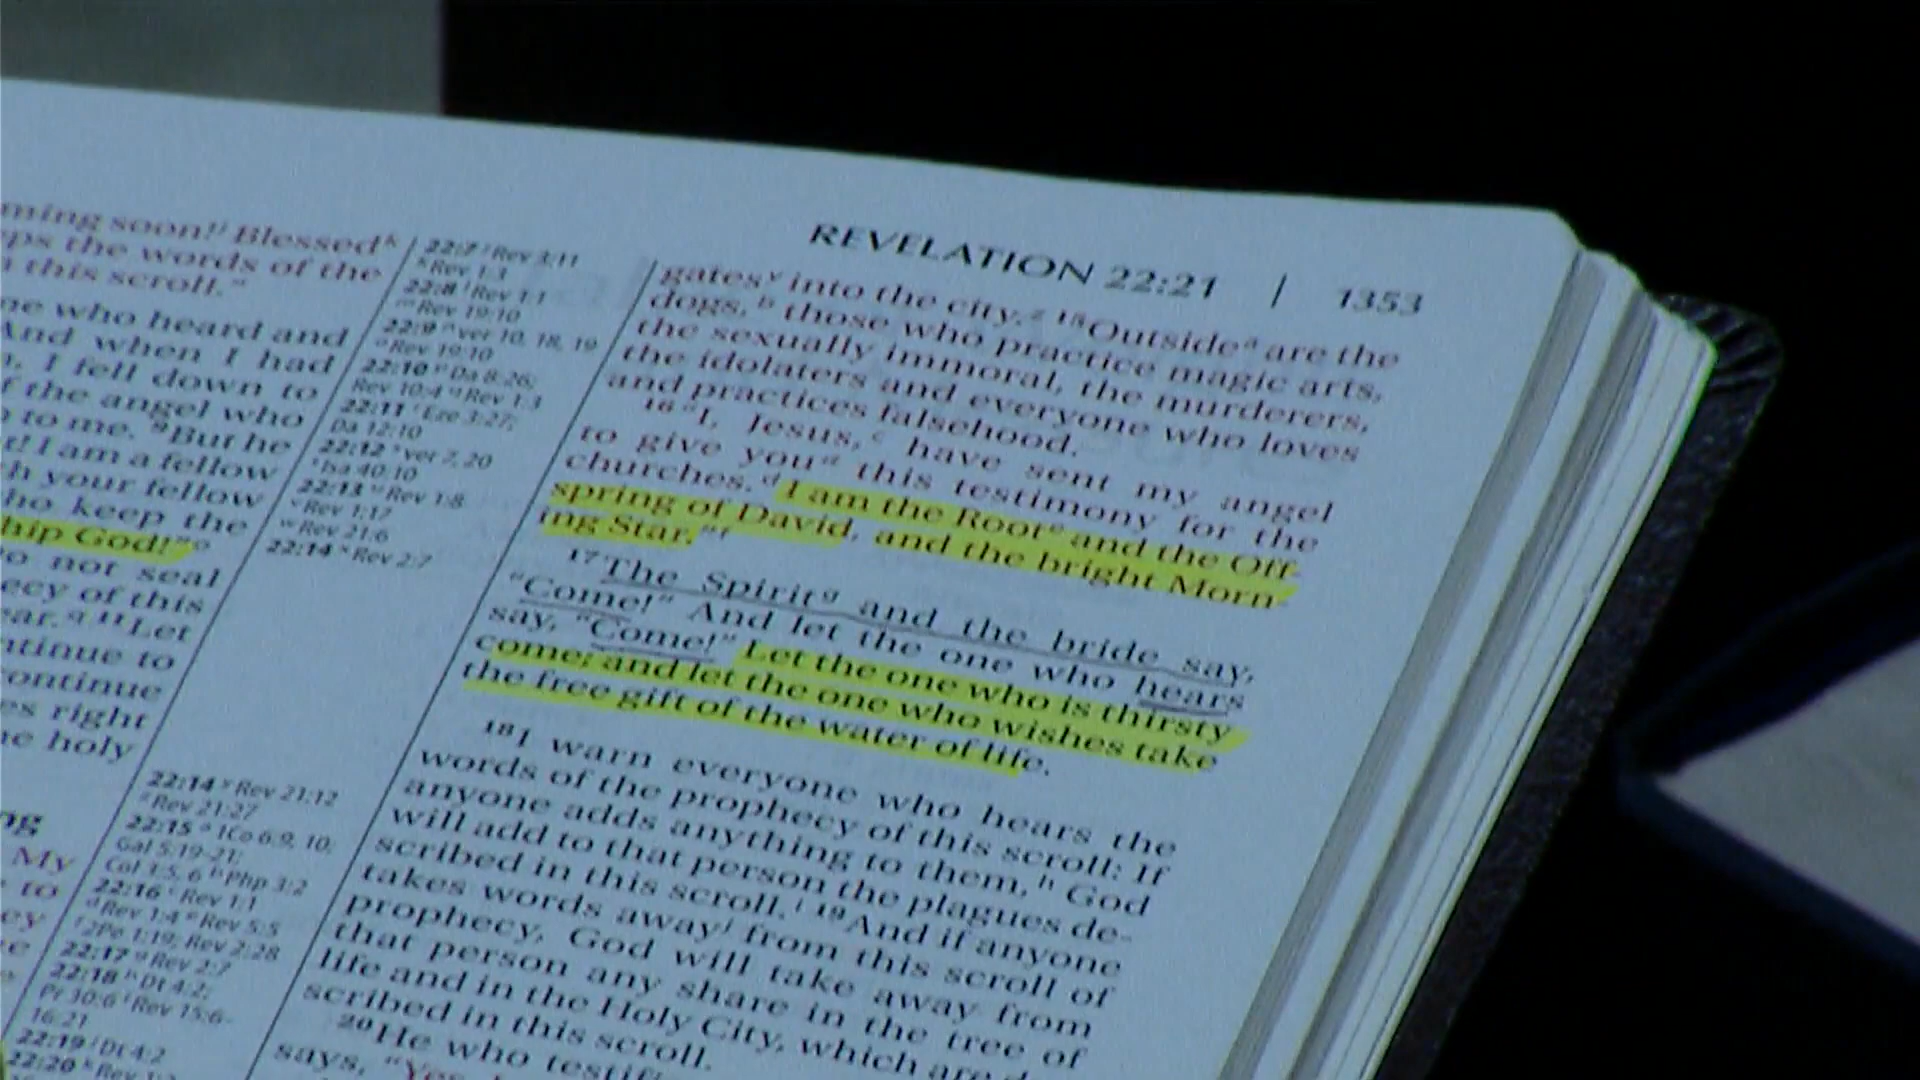 REVELATION 22:21 | 1353
ming soon! Blessed
ps the words of the
this scroll."
ne who heard and
And when I had
I fell down to
f the angel who
to me. 9But he
t! I am a fellow
h your fellow
ho keep the
hip God!"
o not seal
ecy of this
ear. 11Let
ntinue to
continue
es right
ne holy
ng
My
to
ey
22:7 Rev 3:11
Rev 1:3
22:8 Rev 1:1
Rev 19:10
22:9 ver 10, 18, 19
Rev 19:10
22:10 Da 8:26;
Rev 10:4 Rev 1:3
22:11 Eze 3:27;
Da 12:10
22:12 ver 7, 20
Isa 40:10
22:13 Rev 1:8
Rev 1:17
Rev 21:6
22:14 Rev 2:7
22:14 Rev 21:12
Rev 21:27
22:15 1Co 6:9, 10;
Gal 5:19-21;
Col 3:5, 6 Php 3:2
22:16 Rev 1:1
Rev 1:4 Rev 5:5
2Pe 1:19; Rev 2:28
22:17 Rev 2:7
22:18 Dt 4:2;
Pr 30:6 Rev 15:6-
16:21
22:19 Dt 4:2
22:20 Rev
gates into the city. 15Outside are the
dogs, those who practice magic arts,
the sexually immoral, the murderers,
the idolaters and everyone who loves
and practices falsehood.
16"I, Jesus, have sent my angel
to give you this testimony for the
churches. I am the Root and the Off-
spring of David, and the bright Morn-
ing Star."
17The Spirit and the bride say,
"Come!" And let the one who hears
say, "Come!" Let the one who is thirsty
come; and let the one who wishes take
the free gift of the water of life.
18I warn everyone who hears the
words of the prophecy of this scroll: If
anyone adds anything to them, God
will add to that person the plagues de-
scribed in this scroll. 19And if anyone
takes words away from this scroll of
prophecy, God will take away from
that person any share in the tree of
life and in the Holy City, which are
scribed in this scroll.
20He who
says, "Yes,